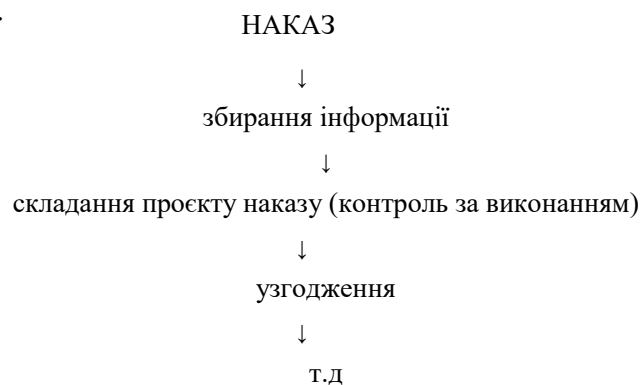 НАКАЗ
↓
збирання інформації
↓
складання проєкту наказу (контроль за виконанням)
↓
узгодження
↓
т.д